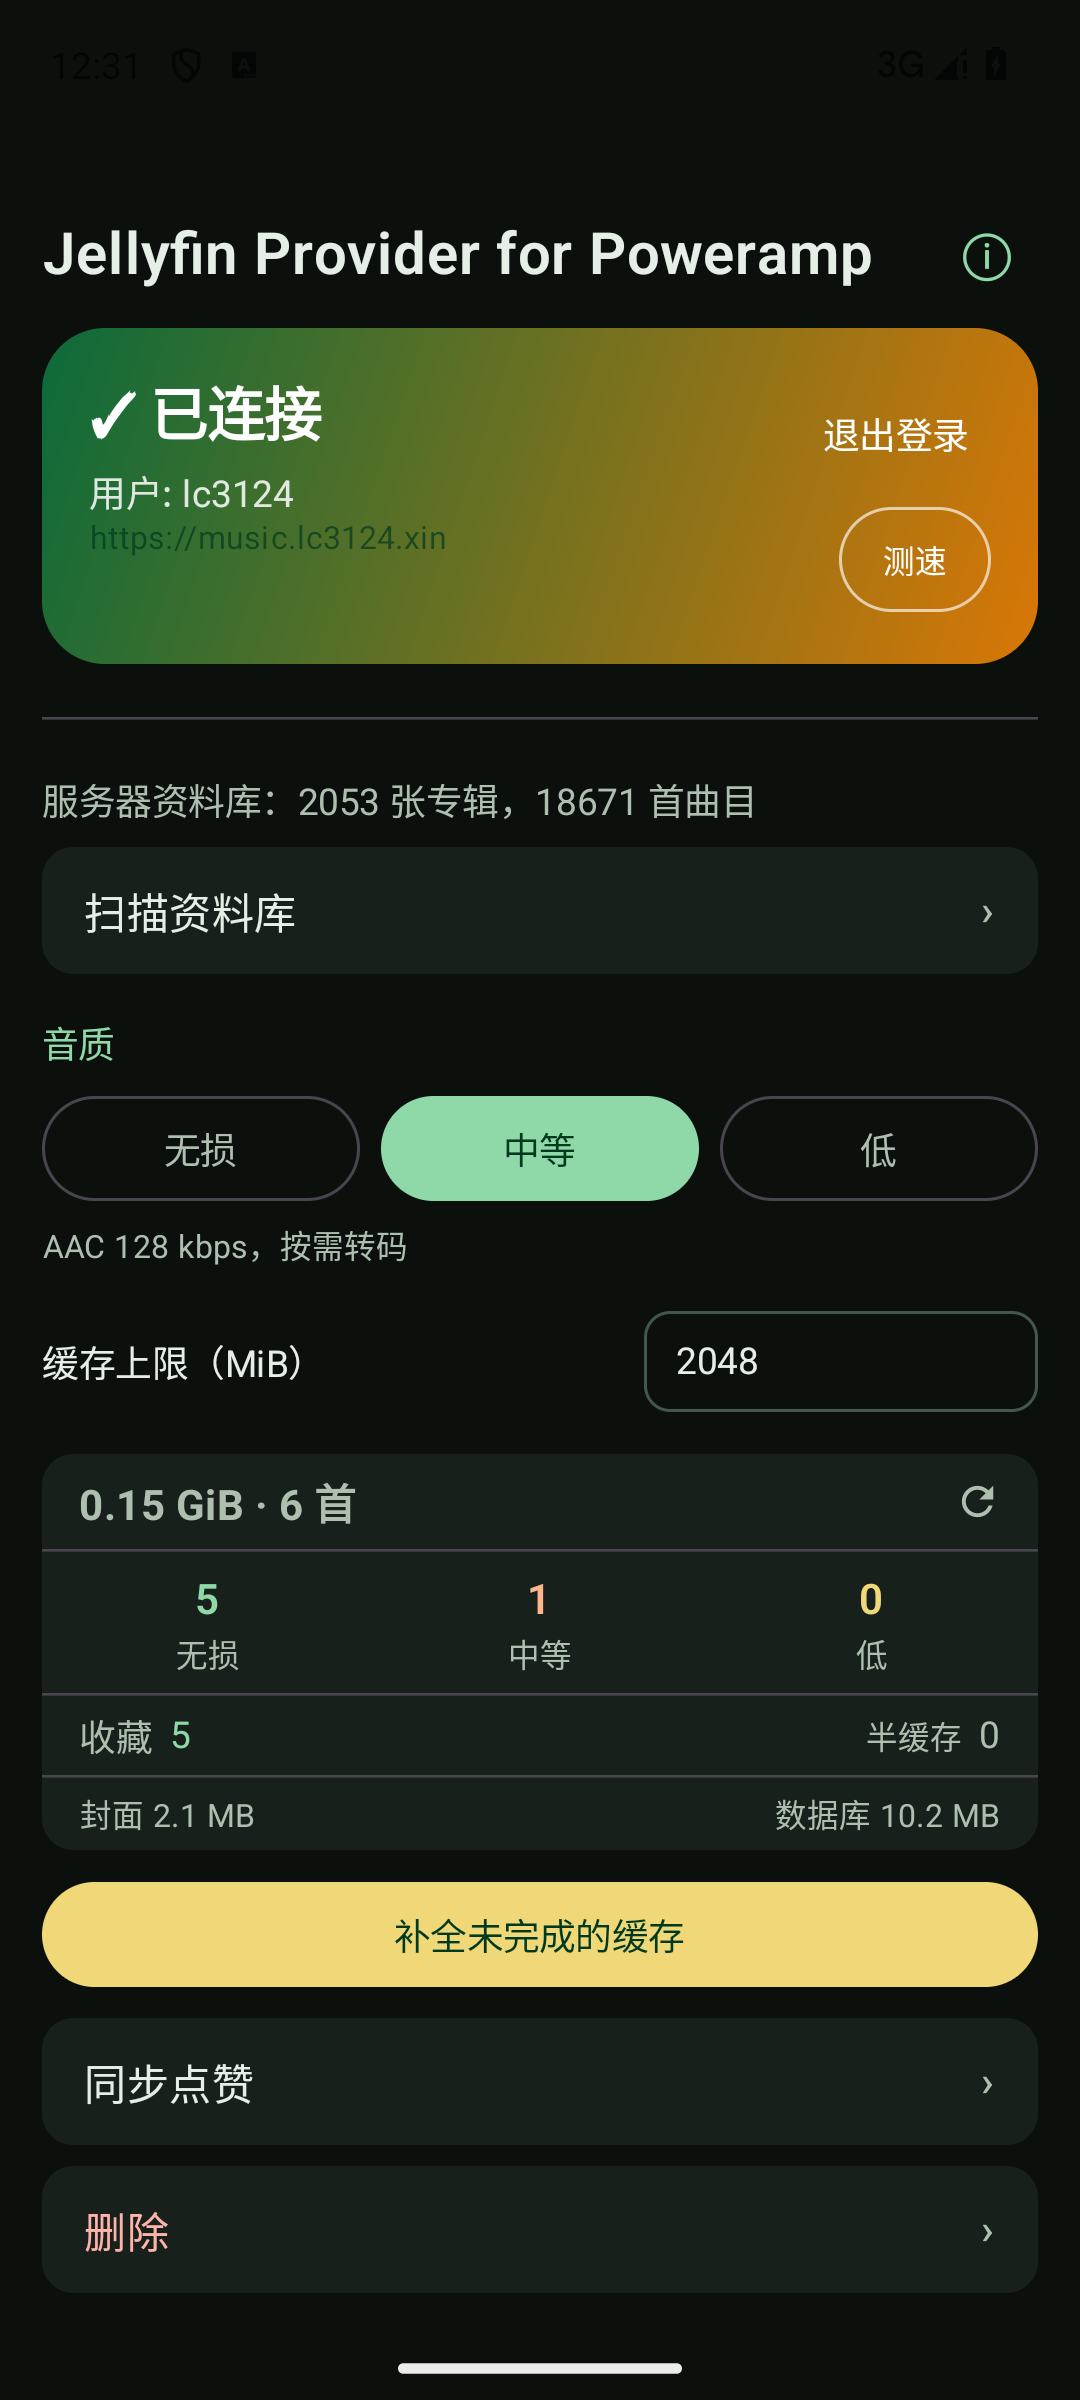 12:31
3G
Jellyfin Provider for Poweramp
✓已连接
退出登录
用户: lc3124
https://music.lc3124.xin
测速
服务器资料库：2053 张专辑，18671 首曲目
扫描资料库 ›
音质
无损 中等 低
AAC 128 kbps，按需转码
缓存上限（MiB） 2048
0.15 GiB · 6 首
5 1 0
无损 中等 低
收藏 5 半缓存 0
封面 2.1 MB 数据库 10.2 MB
补全未完成的缓存
同步点赞 ›
删除 ›